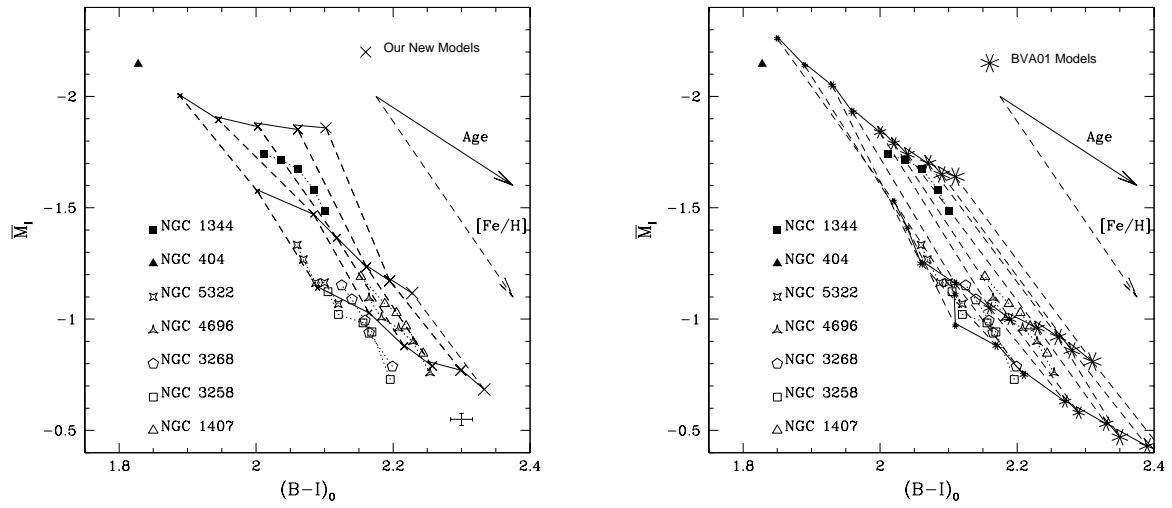 Our New Models
Age
[Fe/H]
NGC 1344
NGC 404
NGC 5322
NGC 4696
NGC 3268
NGC 3258
NGC 1407
-2
-1.5
-1
-0.5
1.8
2
2.2
2.4
M̅I
(B-I)0
BVA01 Models
Age
[Fe/H]
NGC 1344
NGC 404
NGC 5322
NGC 4696
NGC 3268
NGC 3258
NGC 1407
-2
-1.5
-1
-0.5
1.8
2
2.2
2.4
M̅I
(B-I)0